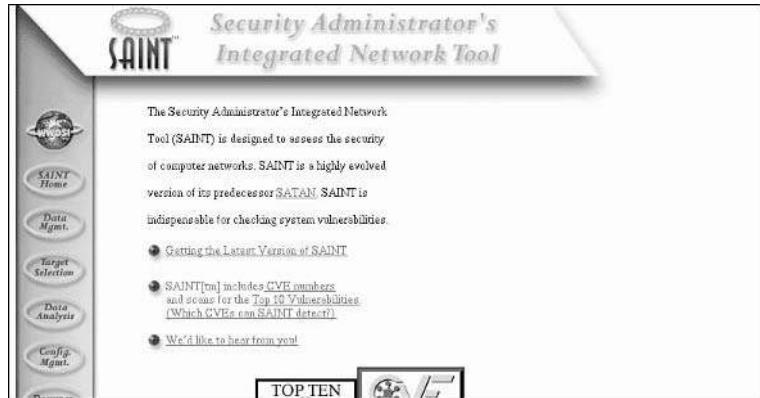 SAINT™
Security Administrator's
Integrated Network Tool
WWDSI
SAINT
Home
Data
Mgmt.
Target
Selection
Data
Analysis
Config.
Mgmt.
The Security Administrator's Integrated Network
Tool (SAINT) is designed to assess the security
of computer networks. SAINT is a highly evolved
version of its predecessor SATAN. SAINT is
indispensable for checking system vulnerabilities.
Getting the Latest Version of SAINT
SAINT[tm] includes CVE numbers
and scans for the Top 10 Vulnerabilities.
(Which CVEs can SAINT detect?)
We'd like to hear from you!
TOP TEN
CVE